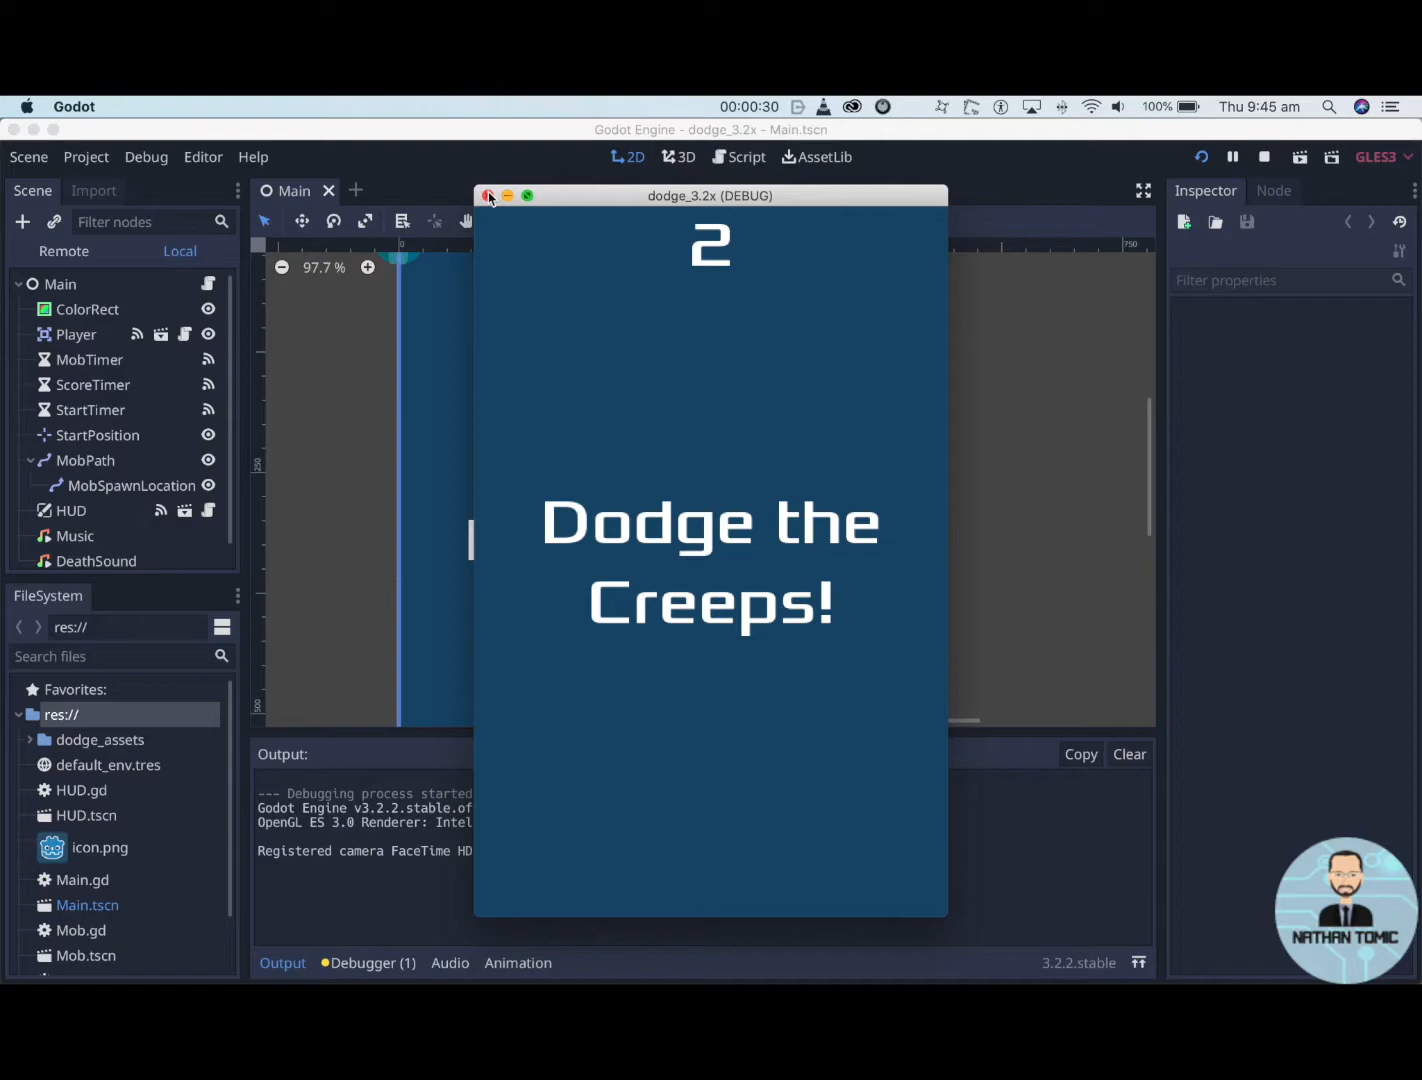 Godot
00:00:30
100%
Thu 9:45 am
Godot Engine - dodge_3.2x - Main.tscn
Scene Project Debug Editor Help
2D 3D Script AssetLib
GLES3
Scene Import
Main
Filter nodes
Remote Local
Main
ColorRect
Player
MobTimer
ScoreTimer
StartTimer
StartPosition
MobPath
MobSpawnLocation
HUD
Music
DeathSound
FileSystem
res://
Search files
Favorites:
res://
dodge_assets
default_env.tres
HUD.gd
HUD.tscn
icon.png
Main.gd
Main.tscn
Mob.gd
Mob.tscn
97.7 %
0
750
250
500
dodge_3.2x (DEBUG)
2
Dodge the
Creeps!
Output:
Copy Clear
--- Debugging process started
Godot Engine v3.2.2.stable.of
OpenGL ES 3.0 Renderer: Intel
Registered camera FaceTime HD
Output Debugger (1) Audio Animation
3.2.2.stable
Inspector Node
Filter properties
NATHAN TOMIC